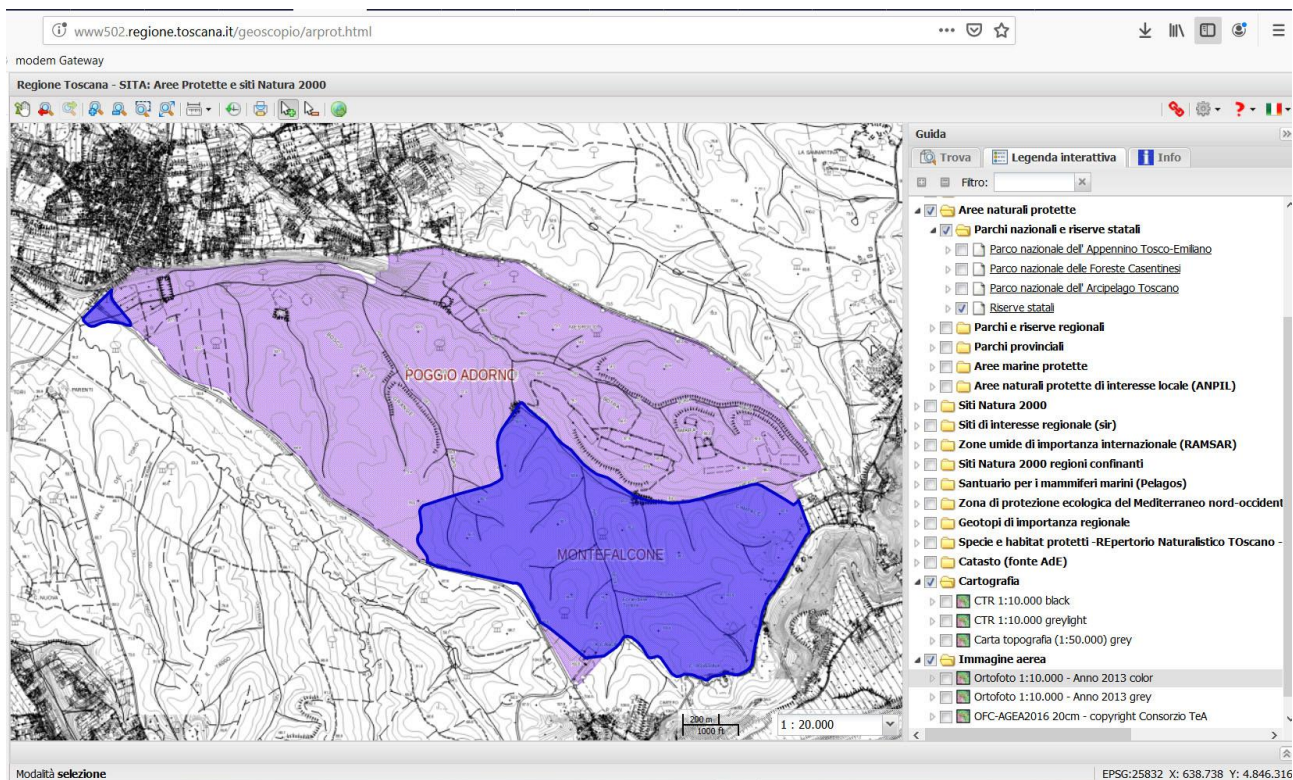 www502.regione.toscana.it/geoscopio/arprot.html
modem Gateway
Regione Toscana - SITA: Aree Protette e siti Natura 2000
Guida
Trova
Legenda interattiva
Info
Filtro:
Aree naturali protette
Parchi nazionali e riserve statali
Parco nazionale dell' Appennino Tosco-Emiliano
Parco nazionale delle Foreste Casentinesi
Parco nazionale dell' Arcipelago Toscano
Riserve statali
Parchi e riserve regionali
Parchi provinciali
Aree marine protette
Aree naturali protette di interesse locale (ANPIL)
Siti Natura 2000
Siti di interesse regionale (sir)
Zone umide di importanza internazionale (RAMSAR)
Siti Natura 2000 regioni confinanti
Santuario per i mammiferi marini (Pelagos)
Zona di protezione ecologica del Mediterraneo nord-occident
Geotopi di importanza regionale
Specie e habitat protetti -REpertorio Naturalistico TOscano -
Catasto (fonte AdE)
Cartografia
CTR 1:10.000 black
CTR 1:10.000 greylight
Carta topografia (1:50.000) grey
Immagine aerea
Ortofoto 1:10.000 - Anno 2013 color
Ortofoto 1:10.000 - Anno 2013 grey
OFC-AGEA2016 20cm - copyright Consorzio TeA
POGGIO ADORNO
MONTEFALCONE
PARENTI
200 m
1000 ft
1 : 20.000
Modalità selezione
EPSG:25832 X: 638.738 Y: 4.846.316